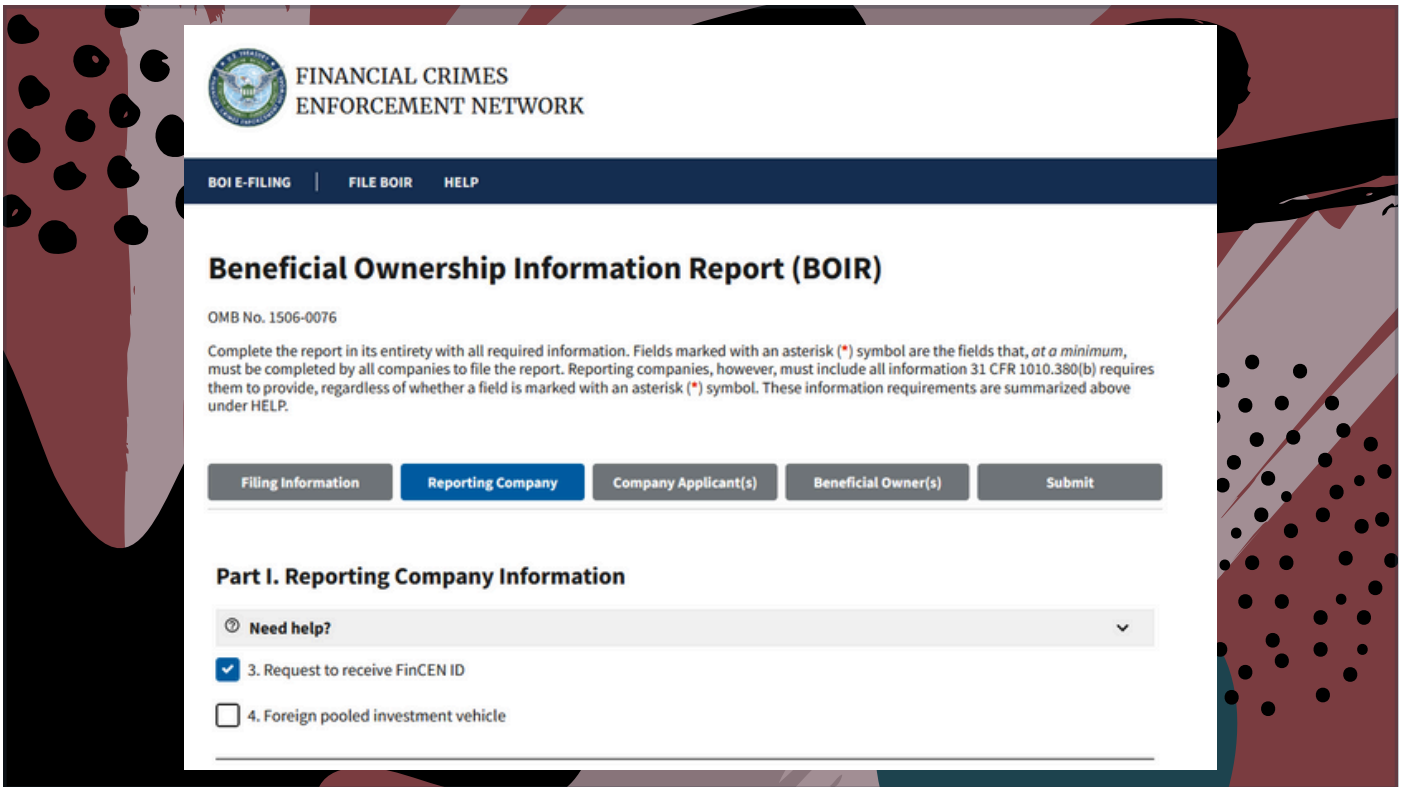 FINANCIAL CRIMES
ENFORCEMENT NETWORK
BOI E-FILING | FILE BOIR HELP
Beneficial Ownership Information Report (BOIR)
OMB No. 1506-0076
Complete the report in its entirety with all required information. Fields marked with an asterisk (*) symbol are the fields that, at a minimum,
must be completed by all companies to file the report. Reporting companies, however, must include all information 31 CFR 1010.380(b) requires
them to provide, regardless of whether a field is marked with an asterisk (*) symbol. These information requirements are summarized above
under HELP.
Filing Information Reporting Company Company Applicant(s) Beneficial Owner(s) Submit
Part I. Reporting Company Information
Need help?
3. Request to receive FinCEN ID
4. Foreign pooled investment vehicle